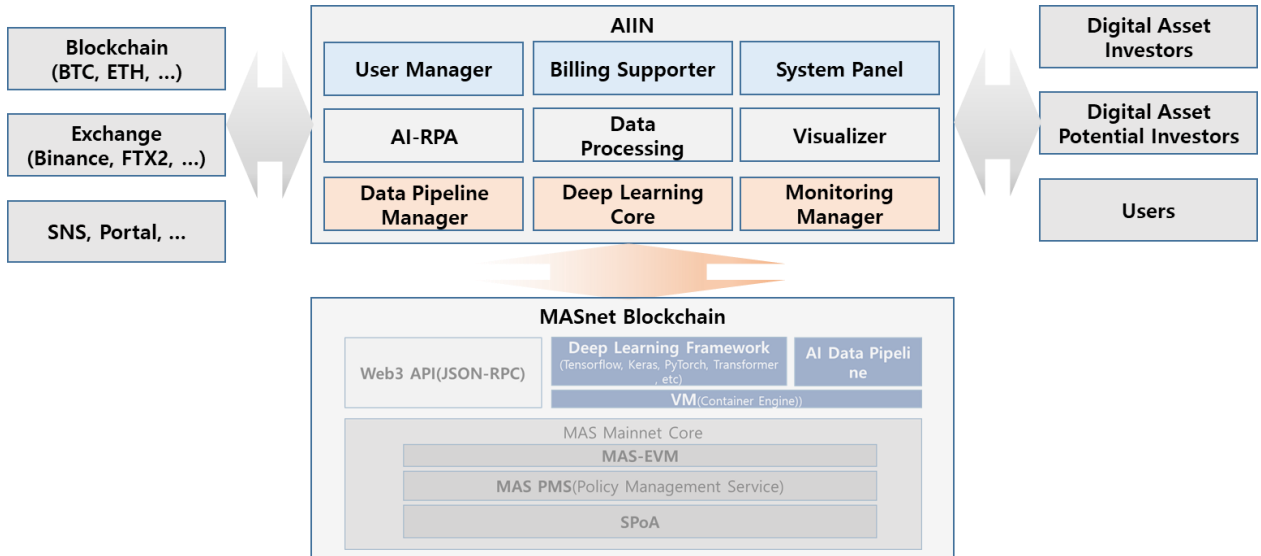 Blockchain
(BTC, ETH, ...)
Exchange
(Binance, FTX2, ...)
SNS, Portal, ...
AIIN
User Manager
Billing Supporter
System Panel
AI-RPA
Data
Processing
Visualizer
Data Pipeline
Manager
Deep Learning
Core
Monitoring
Manager
Digital Asset
Investors
Digital Asset
Potential Investors
Users
MASnet Blockchain
Web3 API(JSON-RPC)
Deep Learning Framework
(Tensorflow, Keras, PyTorch, Transformer
, etc)
AI Data Pipeli
ne
VM(Container Engine))
MAS Mainnet Core
MAS-EVM
MAS PMS(Policy Management Service)
SPoA